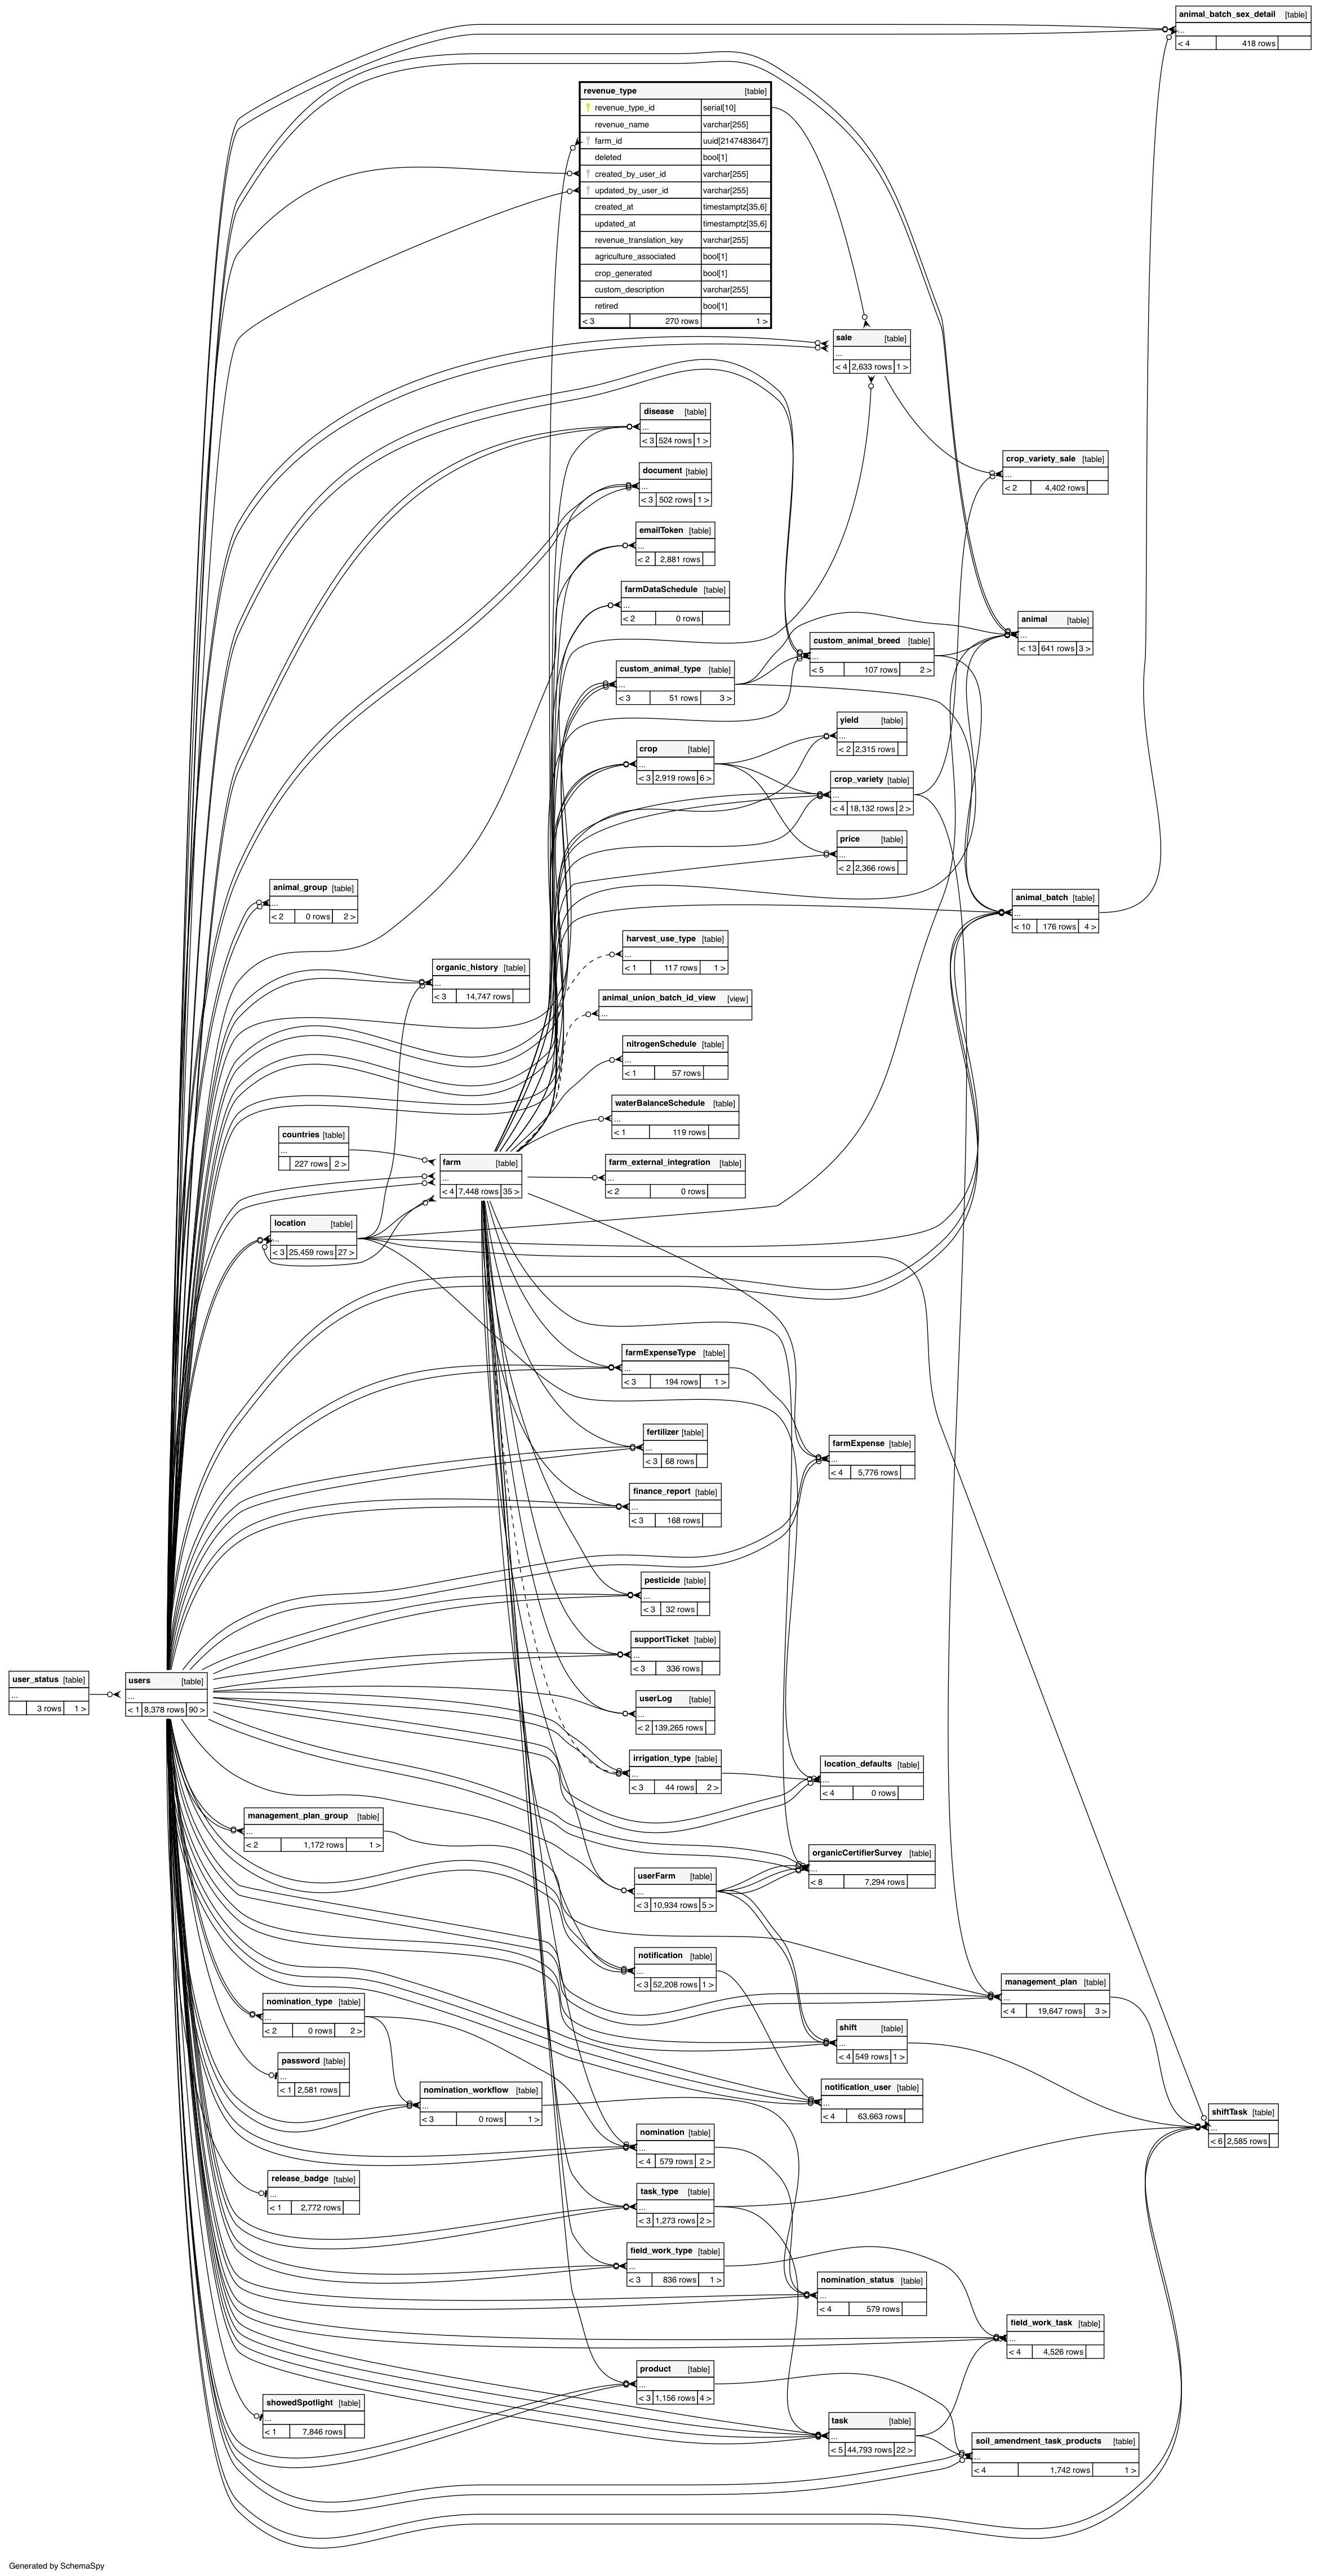 animal_batch_sex_detail [table]
...
< 4 418 rows
revenue_type [table]
revenue_type_id serial[10]
revenue_name varchar[255]
farm_id uuid[2147483647]
deleted bool[1]
created_by_user_id varchar[255]
updated_by_user_id varchar[255]
created_at timestamptz[35,6]
updated_at timestamptz[35,6]
revenue_translation_key varchar[255]
agriculture_associated bool[1]
crop_generated bool[1]
custom_description varchar[255]
retired bool[1]
< 3 270 rows 1 >
sale [table]
...
< 4 2,633 rows 1 >
disease [table]
...
< 3 524 rows 1 >
crop_variety_sale [table]
...
< 2 4,402 rows
document [table]
...
< 3 502 rows 1 >
emailToken [table]
...
< 2 2,881 rows
farmDataSchedule [table]
...
< 2 0 rows
animal [table]
...
< 13 641 rows 3 >
custom_animal_breed [table]
...
< 5 107 rows 2 >
custom_animal_type [table]
...
< 3 51 rows 3 >
yield [table]
...
< 2 2,315 rows
crop [table]
...
< 3 2,919 rows 6 >
crop_variety [table]
...
< 4 18,132 rows 2 >
price [table]
...
< 2 2,366 rows
animal_group [table]
...
< 2 0 rows 2 >
animal_batch [table]
...
< 10 176 rows 4 >
harvest_use_type [table]
...
< 1 117 rows 1 >
organic_history [table]
...
< 3 14,747 rows
animal_union_batch_id_view [view]
...
nitrogenSchedule [table]
...
< 1 57 rows
waterBalanceSchedule [table]
...
< 1 119 rows
countries [table]
...
227 rows 2 >
farm [table]
...
< 4 7,448 rows 35 >
farm_external_integration [table]
...
< 2 0 rows
location [table]
...
< 3 25,459 rows 27 >
farmExpenseType [table]
...
< 3 194 rows 1 >
fertilizer [table]
...
< 3 68 rows
farmExpense [table]
...
< 4 5,776 rows
finance_report [table]
...
< 3 168 rows
pesticide [table]
...
< 3 32 rows
supportTicket [table]
...
< 3 336 rows
user_status [table]
...
3 rows 1 >
users [table]
...
< 1 8,378 rows 90 >
userLog [table]
...
< 2 139,265 rows
irrigation_type [table]
...
< 3 44 rows 2 >
location_defaults [table]
...
< 4 0 rows
management_plan_group [table]
...
< 2 1,172 rows 1 >
organicCertifierSurvey [table]
...
< 8 7,294 rows
userFarm [table]
...
< 3 10,934 rows 5 >
notification [table]
...
< 3 52,208 rows 1 >
management_plan [table]
...
< 4 19,647 rows 3 >
nomination_type [table]
...
< 2 0 rows 2 >
shift [table]
...
< 4 549 rows 1 >
password [table]
...
< 1 2,581 rows
nomination_workflow [table]
...
< 3 0 rows 1 >
notification_user [table]
...
< 4 63,663 rows
shiftTask [table]
...
< 6 2,585 rows
nomination [table]
...
< 4 579 rows 2 >
release_badge [table]
...
< 1 2,772 rows
task_type [table]
...
< 3 1,273 rows 2 >
field_work_type [table]
...
< 3 836 rows 1 >
nomination_status [table]
...
< 4 579 rows
field_work_task [table]
...
< 4 4,526 rows
product [table]
...
< 3 1,156 rows 4 >
showedSpotlight [table]
...
< 1 7,846 rows
task [table]
...
< 5 44,793 rows 22 >
soil_amendment_task_products [table]
...
< 4 1,742 rows 1 >
Generated by SchemaSpy